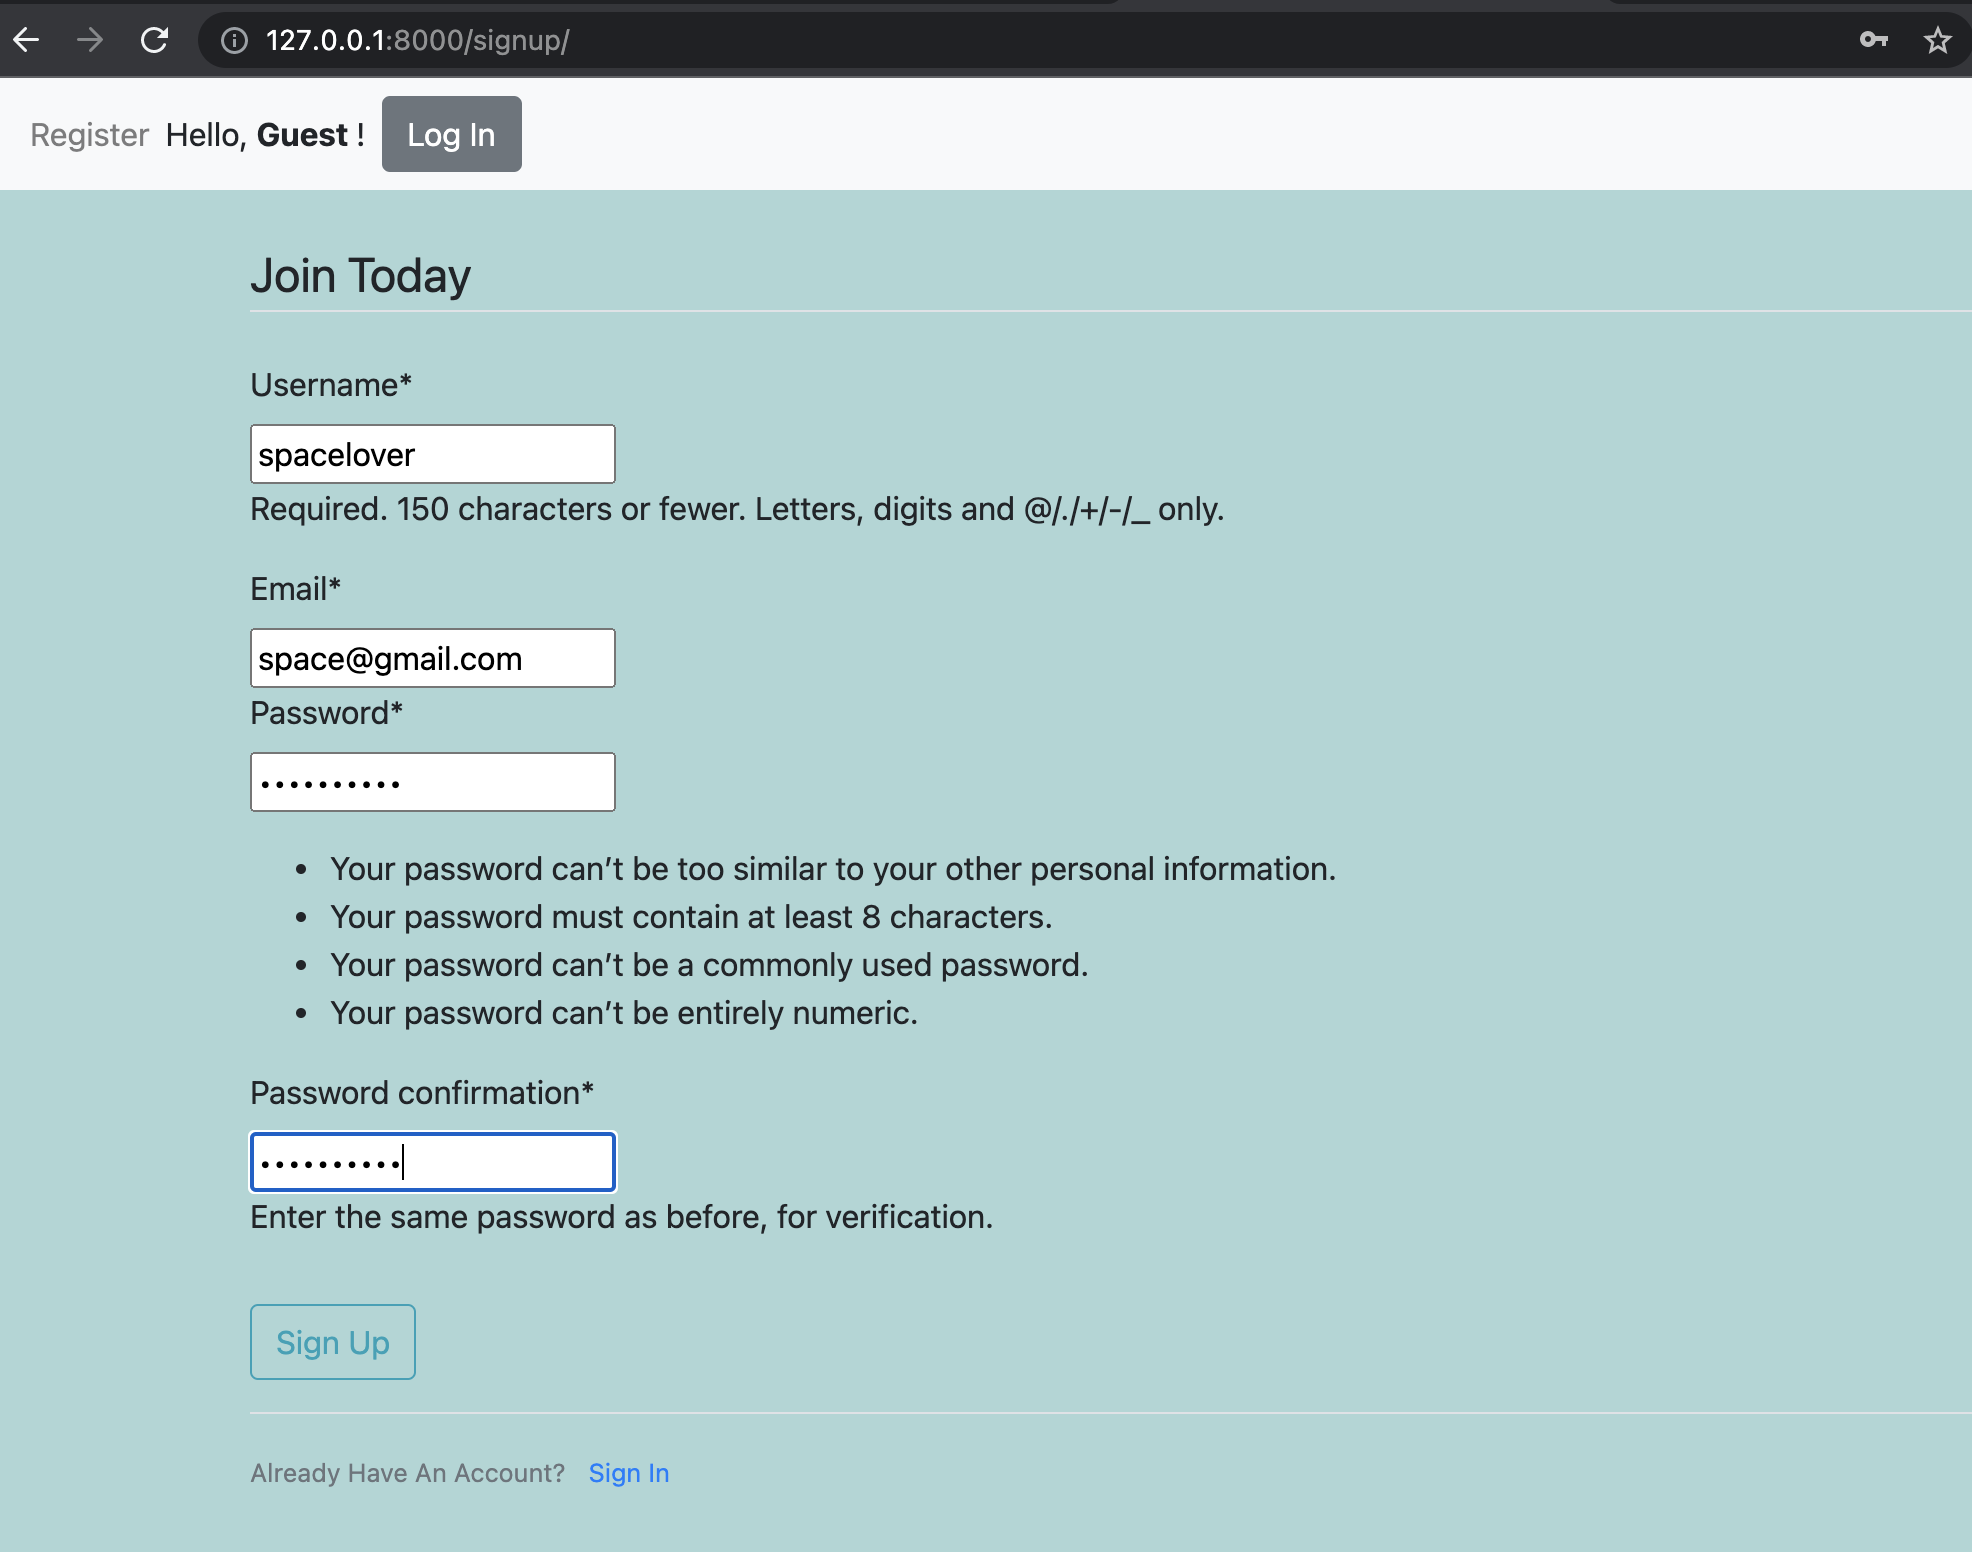 127.0.0.1:8000/signup/
Register Hello, Guest ! Log In
Join Today
Username*
spacelover
Required. 150 characters or fewer. Letters, digits and @/./+/-/_ only.
Email*
space@gmail.com
Password*
••••••••••
• Your password can’t be too similar to your other personal information.
• Your password must contain at least 8 characters.
• Your password can’t be a commonly used password.
• Your password can’t be entirely numeric.
Password confirmation*
••••••••••
Enter the same password as before, for verification.
Sign Up
Already Have An Account? Sign In